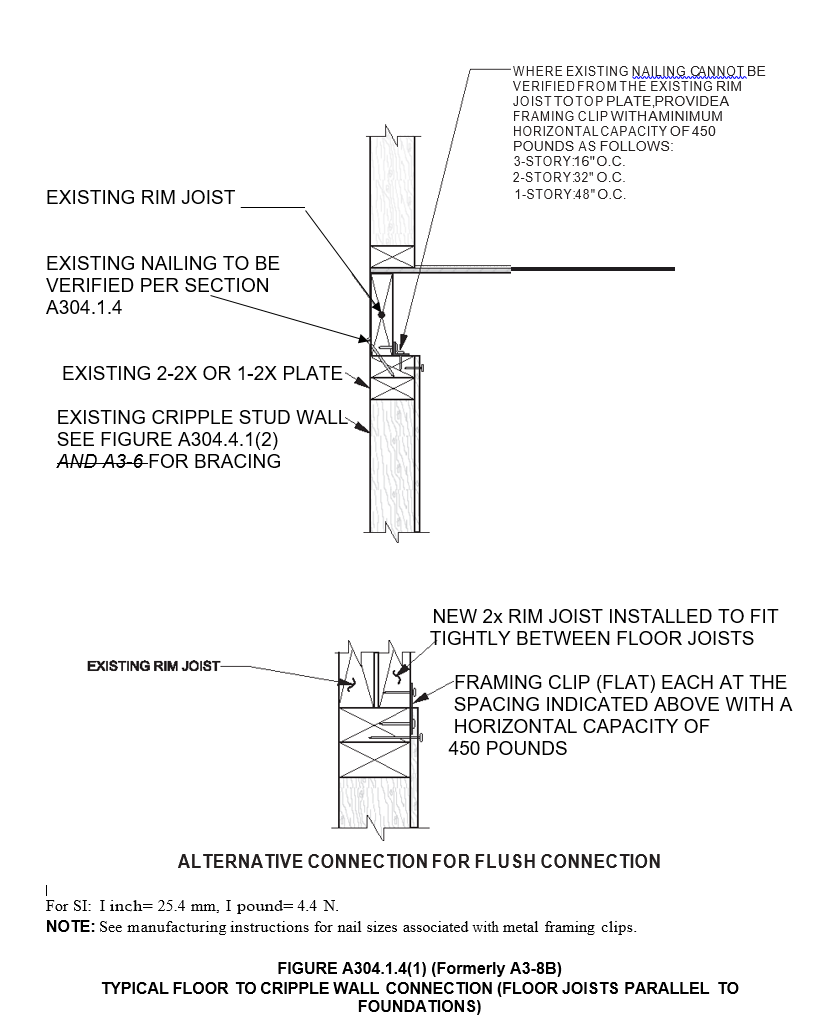 WHERE EXISTING NAILING CANNOT BE
VERIFIED FROM THE EXISTING RIM
JOIST TO TOP PLATE, PROVIDE A
FRAMING CLIP WITH A MINIMUM
HORIZONTAL CAPACITY OF 450
POUNDS AS FOLLOWS:
3-STORY:16" O.C.
2-STORY:32" O.C.
1-STORY:48" O.C.
EXISTING RIM JOIST
EXISTING NAILING TO BE
VERIFIED PER SECTION
A304.1.4
EXISTING 2-2X OR 1-2X PLATE
EXISTING CRIPPLE STUD WALL
SEE FIGURE A304.4.1(2)
AND A3-6 FOR BRACING
NEW 2x RIM JOIST INSTALLED TO FIT
TIGHTLY BETWEEN FLOOR JOISTS
EXISTING RIM JOIST
FRAMING CLIP (FLAT) EACH AT THE
SPACING INDICATED ABOVE WITH A
HORIZONTAL CAPACITY OF
450 POUNDS
ALTERNATIVE CONNECTION FOR FLUSH CONNECTION
For SI: I inch= 25.4 mm, I pound= 4.4 N.
NOTE: See manufacturing instructions for nail sizes associated with metal framing clips.
FIGURE A304.1.4(1) (Formerly A3-8B)
TYPICAL FLOOR TO CRIPPLE WALL CONNECTION (FLOOR JOISTS PARALLEL TO
FOUNDATIONS)